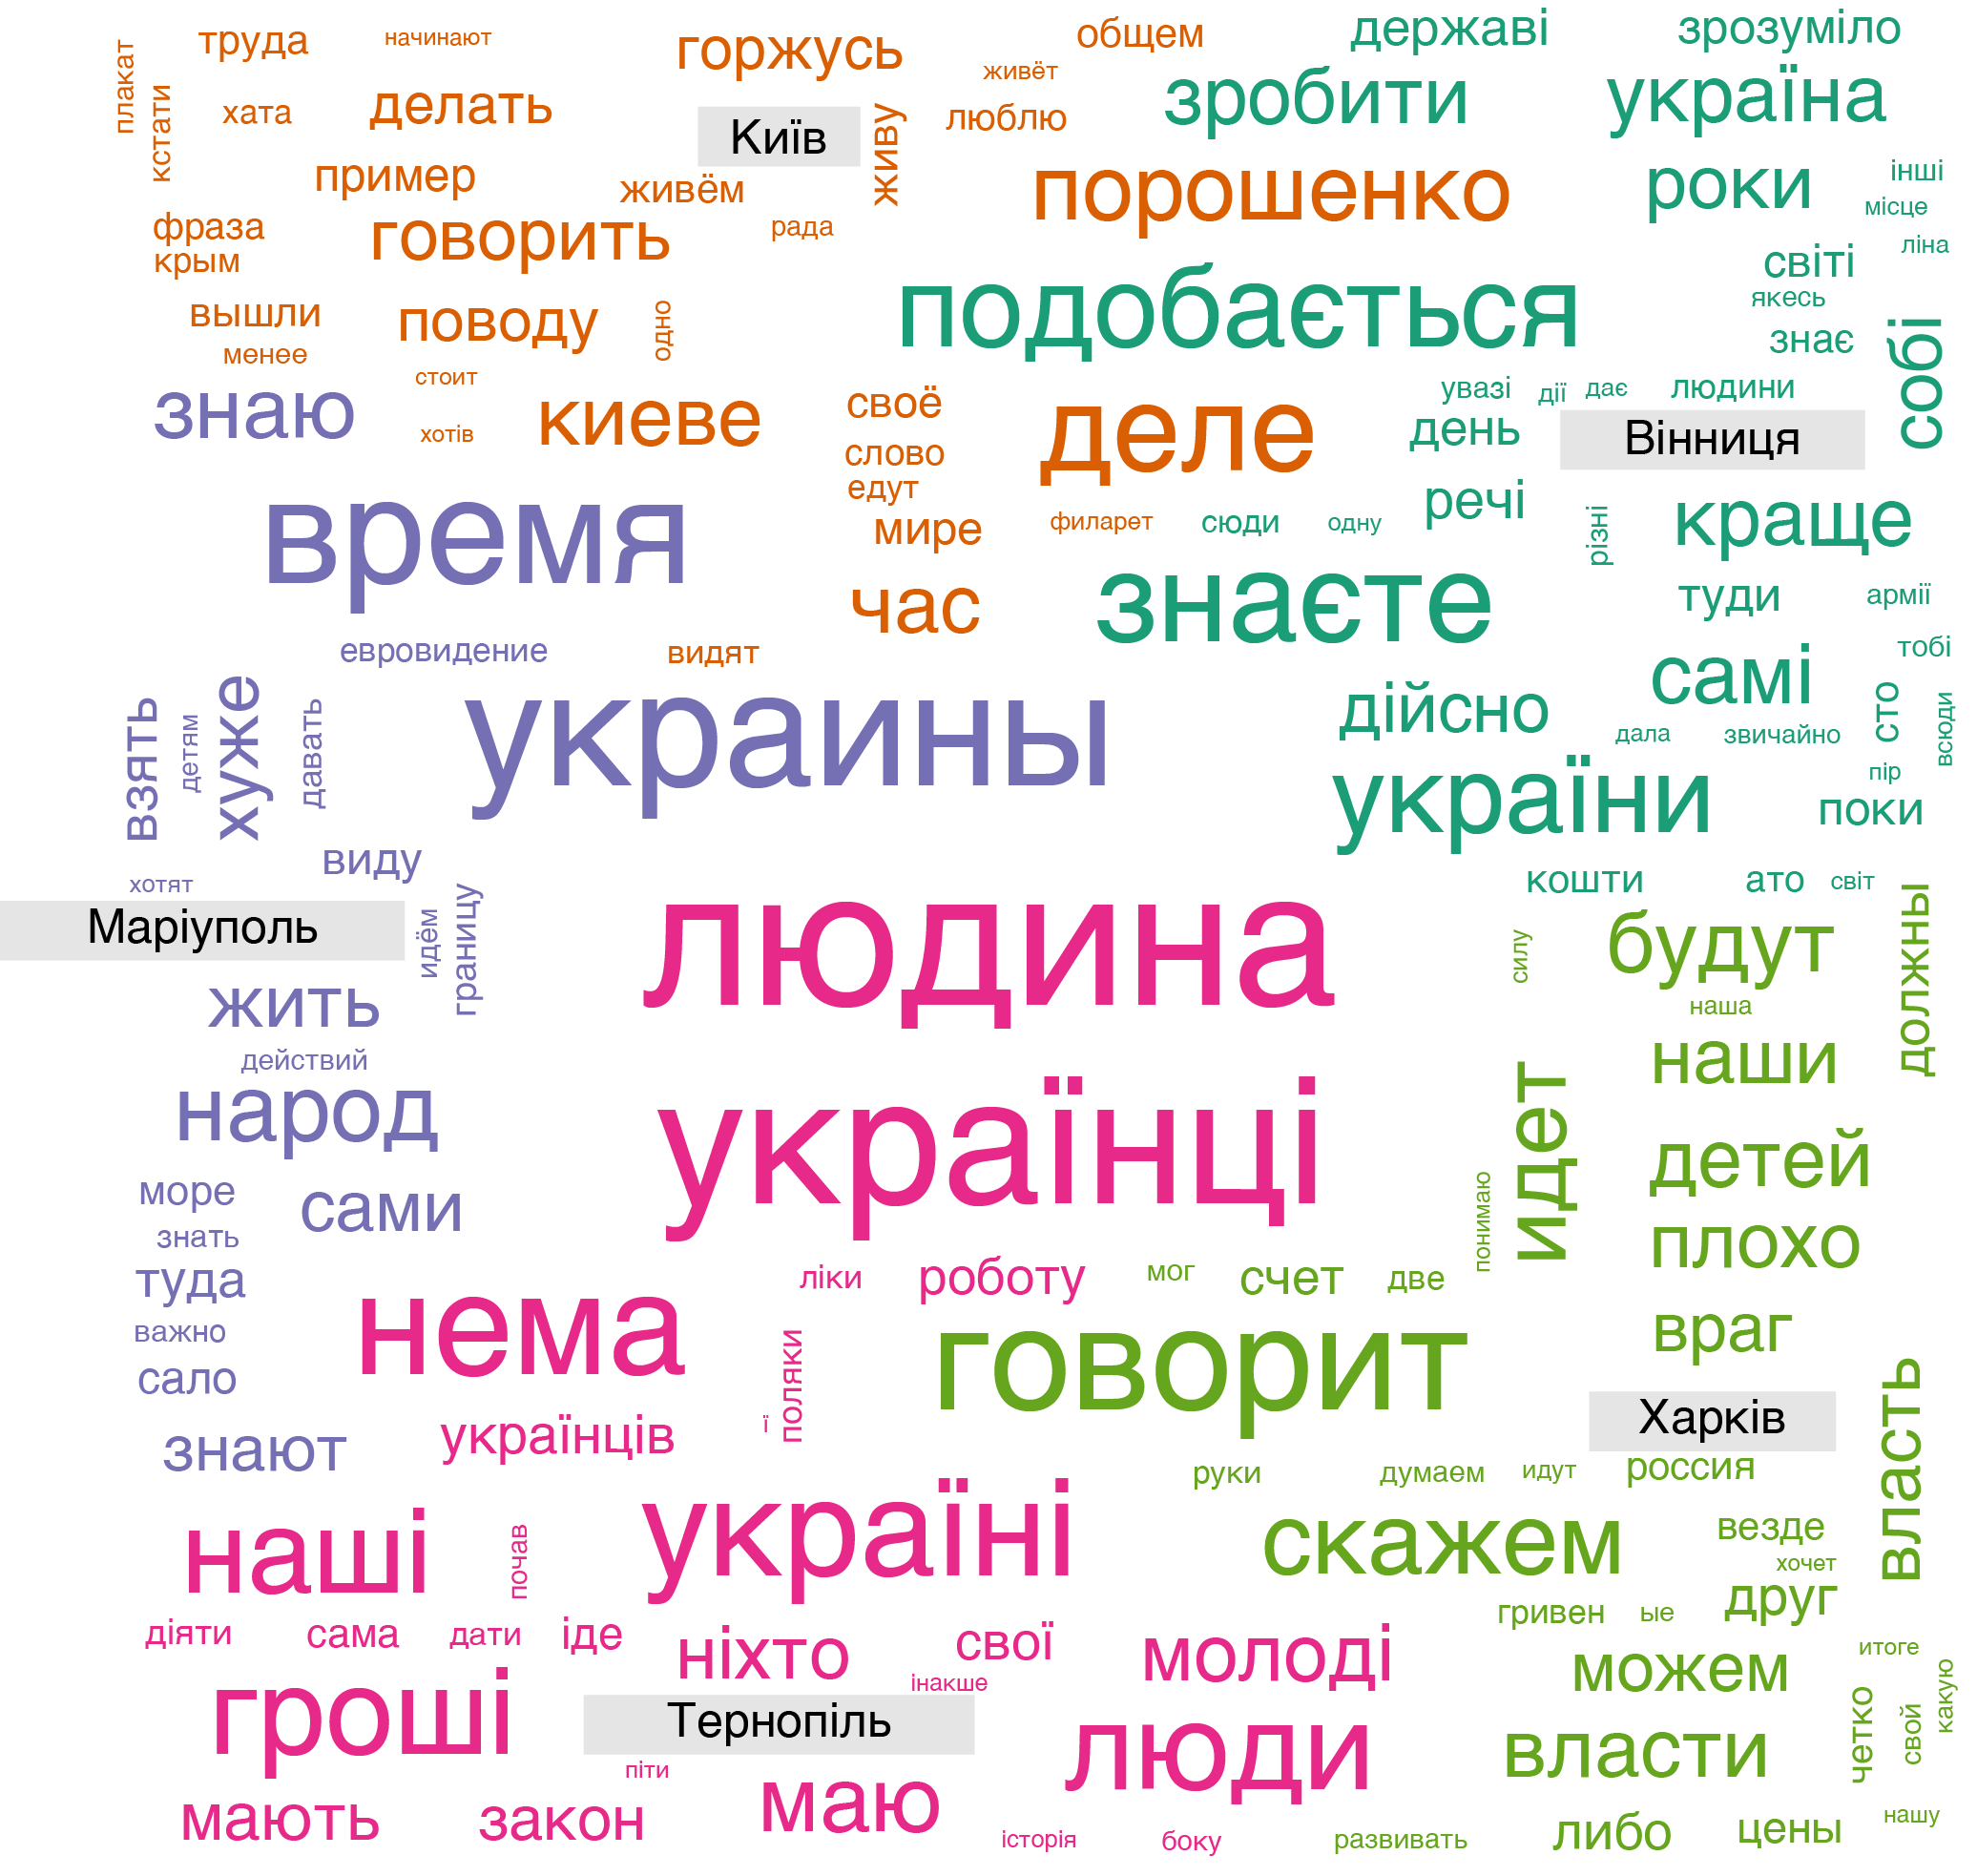 плакат
труда
начинают
горжусь
общем
державі
зрозуміло
кстати
хата
делать
Київ
живу
живёт
люблю
зробити
україна
пример
живём
порошенко
роки
інші
місце
фраза
крым
говорить
рада
світі
ліна
вышли
менее
поводу
одно
подобається
якесь
знає
собі
стоит
знаю
хотів
киеве
своё
деле
увазі
дії
дає
людини
день
Вінниця
слово
едут
мире
филарет
сюди
одну
речі
різні
краще
время
час
знаєте
туди
армії
евровидение
видят
самі
тобі
взять
детям
хуже
давать
украины
дійсно
дала
звичайно
сто
всюди
україни
пір
поки
виду
хотят
кошти
ато
світ
Маріуполь
идём
границу
людина
силу
будут
должны
жить
наша
действий
народ
українці
идет
наши
море
сами
понимаю
детей
знать
туда
ліки
роботу
мог
счет
две
плохо
важно
нема
поляки
говорит
враг
сало
Харків
власть
знают
українців
ї
руки
думаем
идут
россия
наші
почав
україні
скажем
везде
хочет
друг
діяти
сама
дати
іде
ніхто
свої
молоді
гривен
ые
итоге
інакше
можем
гроші
Тернопіль
люди
власти
четко
свой
какую
піти
мають
закон
маю
історія
боку
развивать
либо
цены
нашу